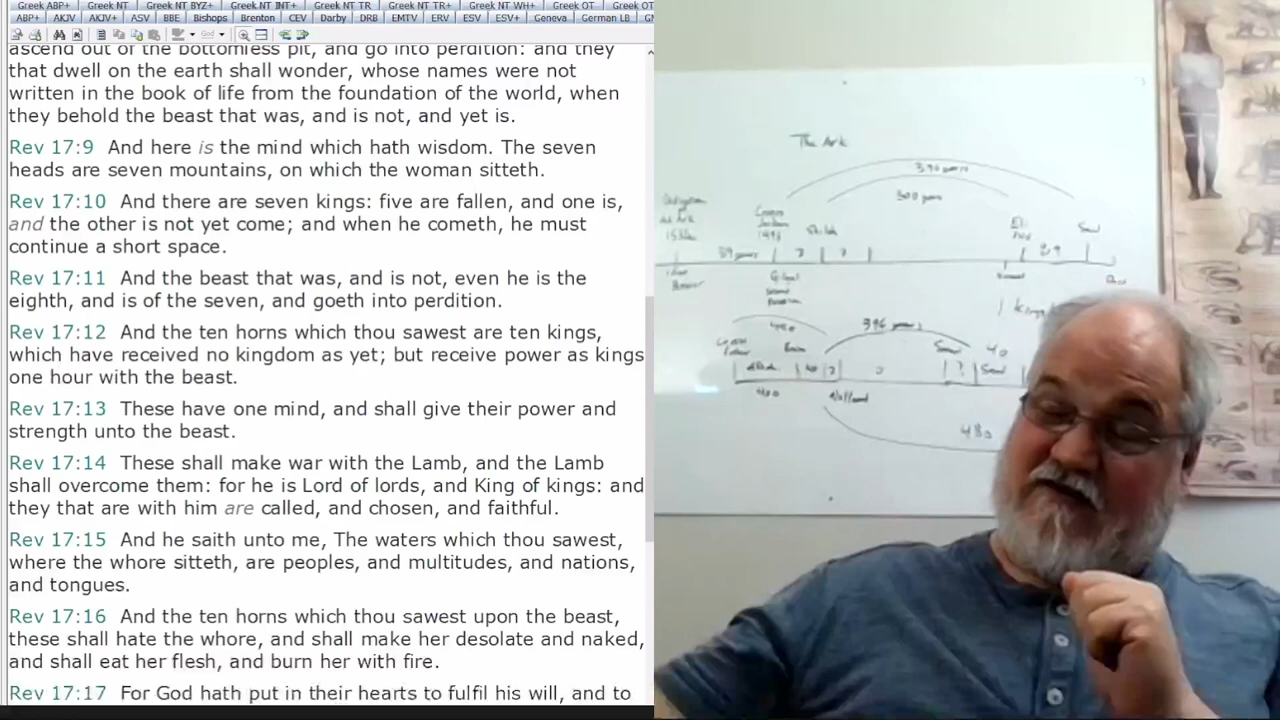 Greek ABP+ Greek NT Greek NT BYZ+ Greek NT INT+ Greek NT TR Greek NT TR+ Greek NT WH+ Greek OT Greek OT
ABP+ AKJV AKJV+ ASV BBE Bishops Brenton CEV Darby DRB EMTV ERV ESV ESV+ Geneva German LB
ascend out of the bottomless pit, and go into perdition: and they
that dwell on the earth shall wonder, whose names were not
written in the book of life from the foundation of the world, when
they behold the beast that was, and is not, and yet is.
Rev 17:9 And here is the mind which hath wisdom. The seven
heads are seven mountains, on which the woman sitteth.
Rev 17:10 And there are seven kings: five are fallen, and one is,
and the other is not yet come; and when he cometh, he must
continue a short space.
Rev 17:11 And the beast that was, and is not, even he is the
eighth, and is of the seven, and goeth into perdition.
Rev 17:12 And the ten horns which thou sawest are ten kings,
which have received no kingdom as yet; but receive power as kings
one hour with the beast.
Rev 17:13 These have one mind, and shall give their power and
strength unto the beast.
Rev 17:14 These shall make war with the Lamb, and the Lamb
shall overcome them: for he is Lord of lords, and King of kings: and
they that are with him are called, and chosen, and faithful.
Rev 17:15 And he saith unto me, The waters which thou sawest,
where the whore sitteth, are peoples, and multitudes, and nations,
and tongues.
Rev 17:16 And the ten horns which thou sawest upon the beast,
these shall hate the whore, and shall make her desolate and naked,
and shall eat her flesh, and burn her with fire.
Rev 17:17 For God hath put in their hearts to fulfil his will, and to
The Ark
390 years
300 years
Shiloh
Eli
Saul
39 years ? ?
Gilgal
396 years
Samuel 40
? Saul
400
480